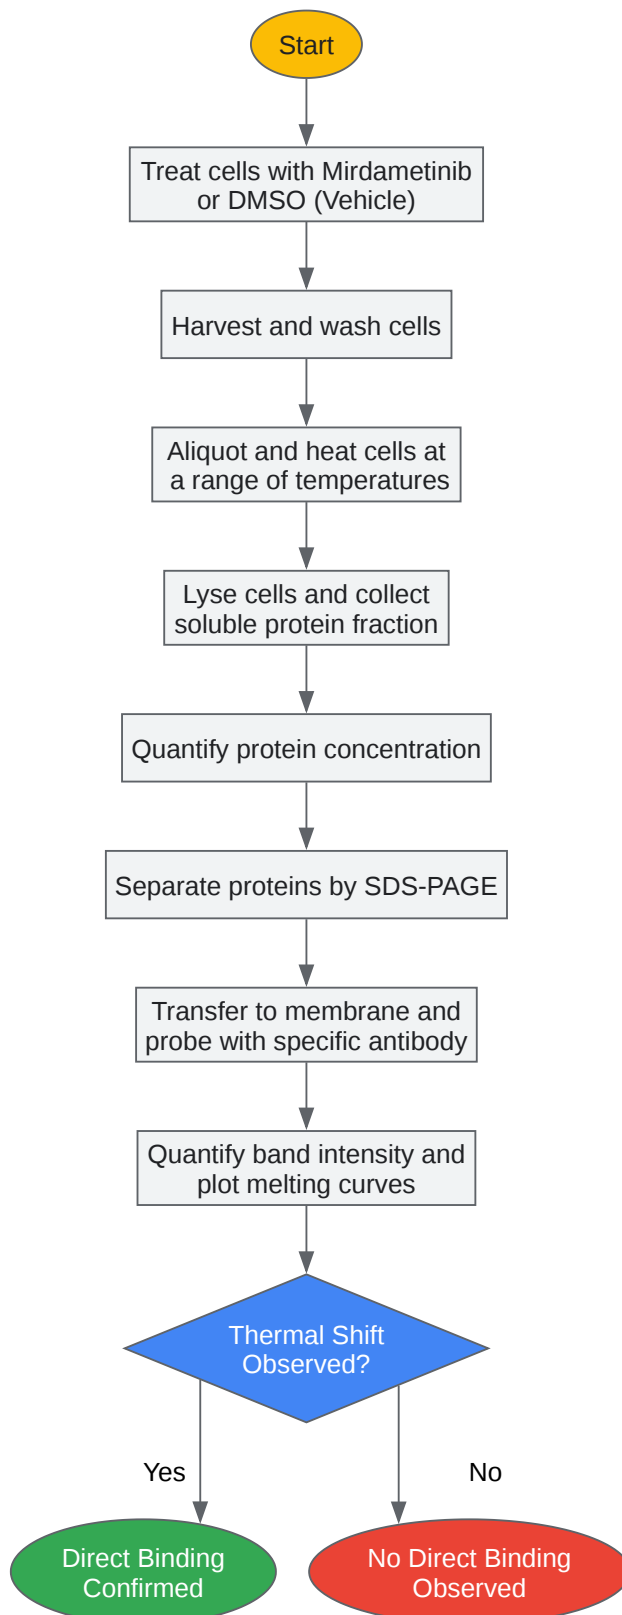 Start
Treat cells with Mirdametinib
or DMSO (Vehicle)
Harvest and wash cells
Aliquot and heat cells at
a range of temperatures
Lyse cells and collect
soluble protein fraction
Quantify protein concentration
Separate proteins by SDS-PAGE
Transfer to membrane and
probe with specific antibody
Quantify band intensity and
plot melting curves
Thermal Shift
Observed?
Yes
No
Direct Binding
Confirmed
No Direct Binding
Observed